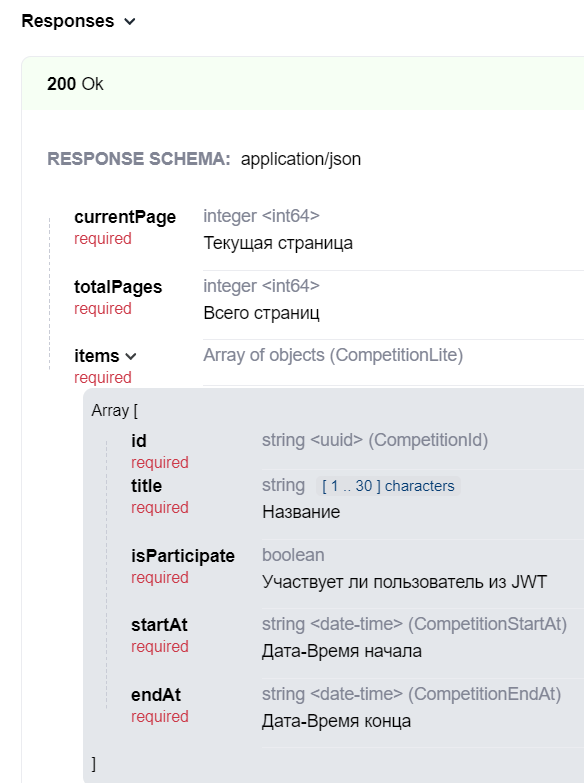 Responses
200 Ok
RESPONSE SCHEMA: application/json
currentPage integer <int64>
required
Текущая страница
totalPages integer <int64>
required
Всего страниц
items Array of objects (CompetitionLite)
required
Array [
id string <uuid> (CompetitionId)
required
title string [ 1 .. 30 ] characters
required
Название
isParticipate boolean
required
Участвует ли пользователь из JWT
startAt string <date-time> (CompetitionStartAt)
required
Дата-Время начала
endAt string <date-time> (CompetitionEndAt)
required
Дата-Время конца
]